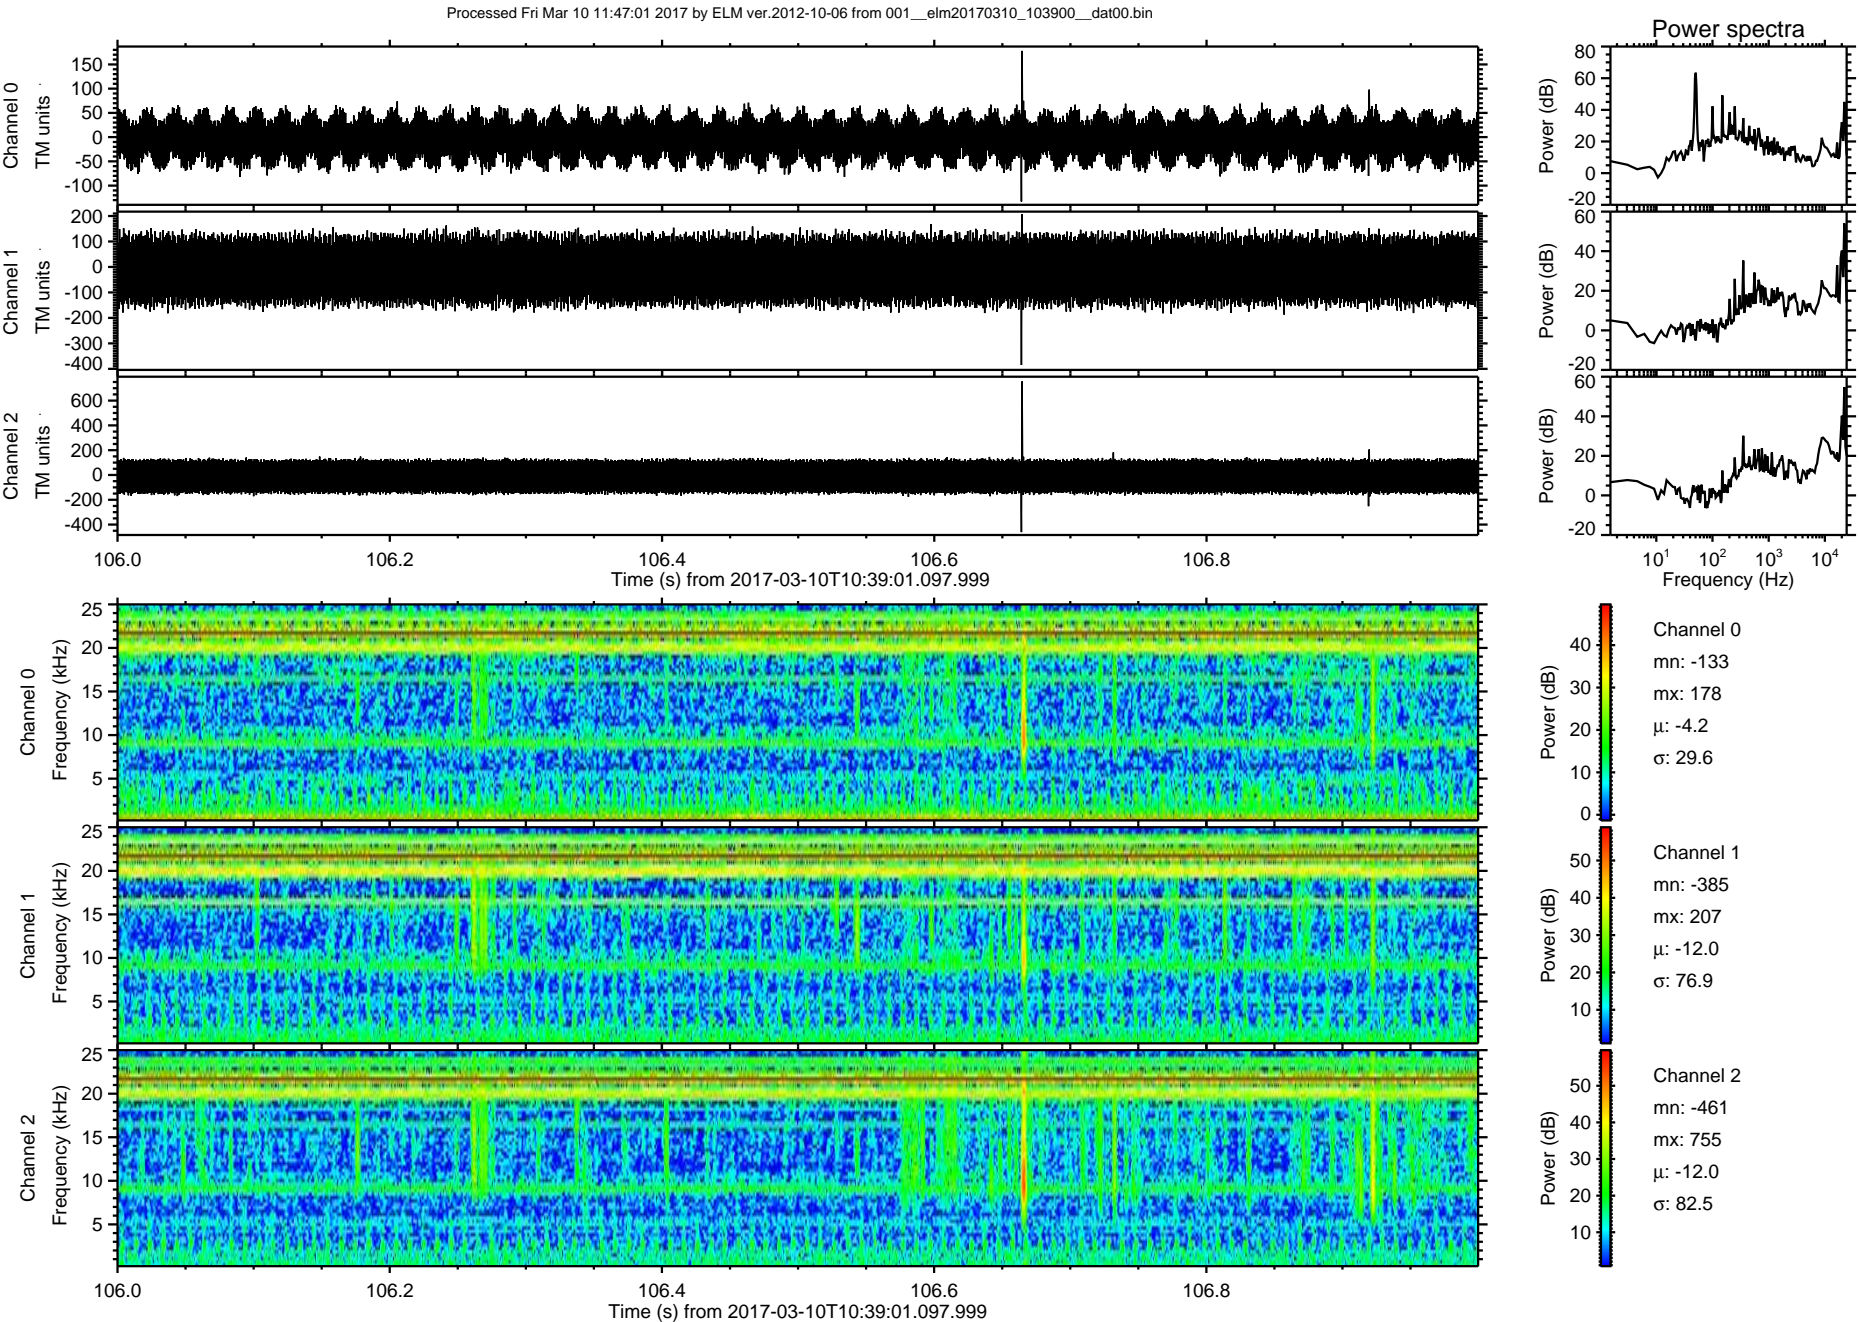 Processed Fri Mar 10 11:47:01 2017 by ELM ver.2012-10-06 from 001__elm20170310_103900__dat00.bin
Power spectra
Channel 0
TM units
150
100
50
0
-50
-100
Power (dB)
80
60
40
20
0
-20
Channel 1
TM units
200
100
0
-100
-200
-300
-400
Power (dB)
60
40
20
0
-20
Channel 2
TM units
600
400
200
0
-200
-400
Power (dB)
60
40
20
0
-20
106.0 106.2 106.4 106.6 106.8
Time (s) from 2017-03-10T10:39:01.097.999
10^1 10^2 10^3 10^4
Frequency (Hz)
Channel 0
Frequency (kHz)
25
20
15
10
5
Power (dB)
40
30
20
10
0
Channel 0
mn: -133
mx: 178
μ: -4.2
σ: 29.6
Channel 1
Frequency (kHz)
25
20
15
10
5
Power (dB)
50
40
30
20
10
Channel 1
mn: -385
mx: 207
μ: -12.0
σ: 76.9
Channel 2
Frequency (kHz)
25
20
15
10
5
Power (dB)
50
40
30
20
10
Channel 2
mn: -461
mx: 755
μ: -12.0
σ: 82.5
106.0 106.2 106.4 106.6 106.8
Time (s) from 2017-03-10T10:39:01.097.999